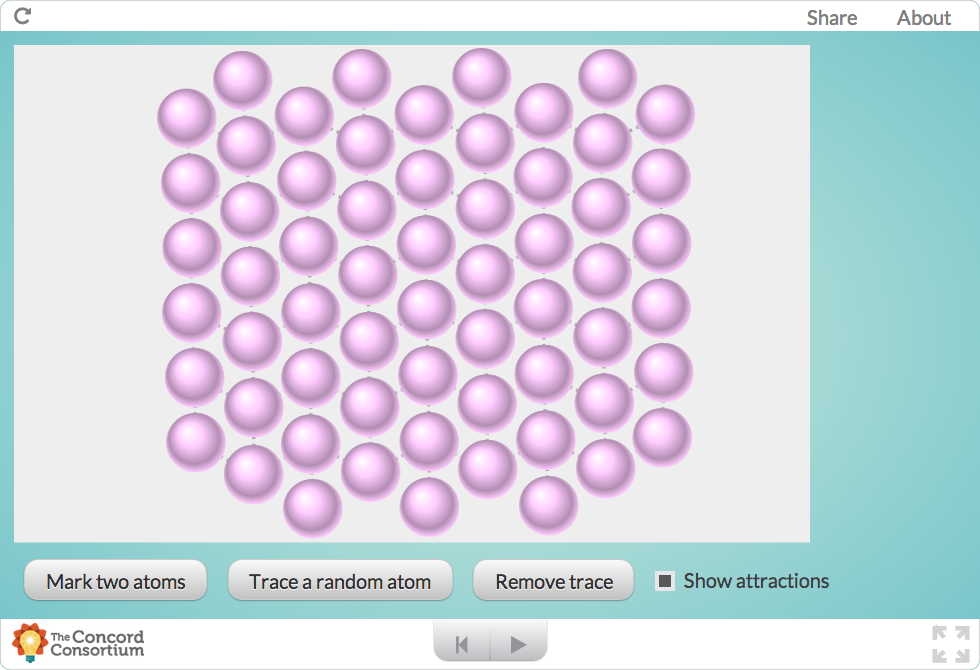 Share About
Mark two atoms Trace a random atom Remove trace Show attractions
The Concord
Consortium